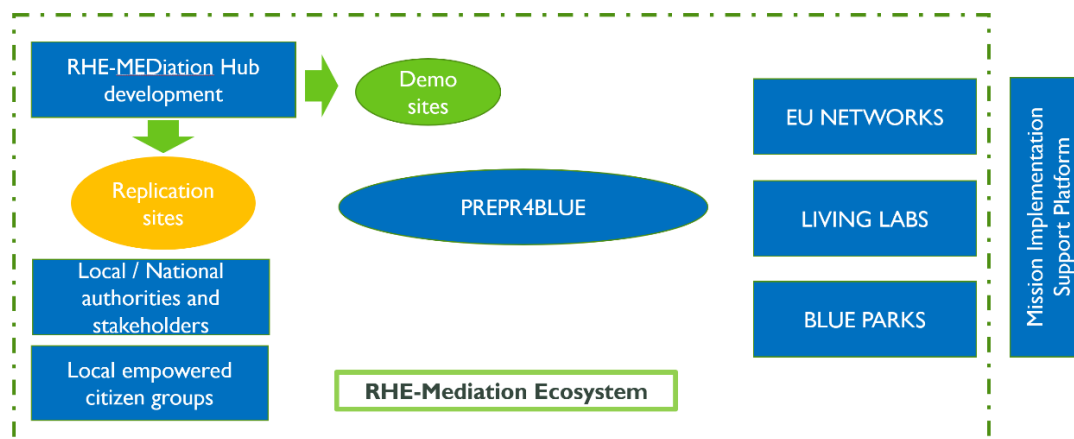 RHE-MEDiation Hub
development
Demo
sites
EU NETWORKS
Replication
sites
PREPR4BLUE
LIVING LABS
Local / National
authorities and
stakeholders
BLUE PARKS
Local empowered
citizen groups
RHE-Mediation Ecosystem
Mission Implementation
Support Platform